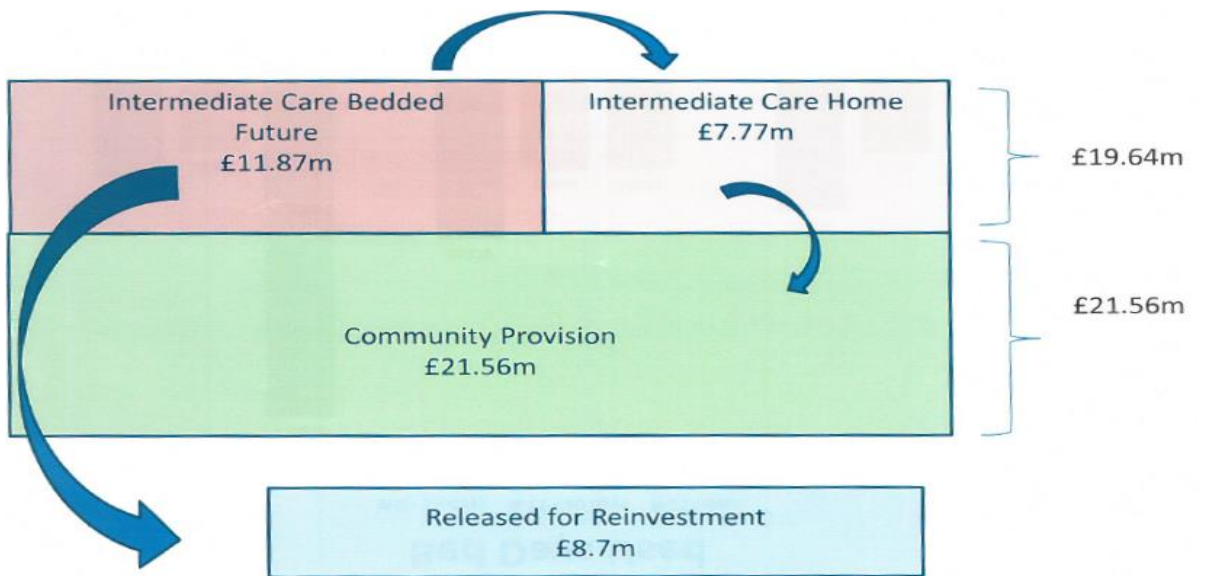 Intermediate Care Bedded
Future
£11.87m
Intermediate Care Home
£7.77m
£19.64m
Community Provision
£21.56m
£21.56m
Released for Reinvestment
£8.7m